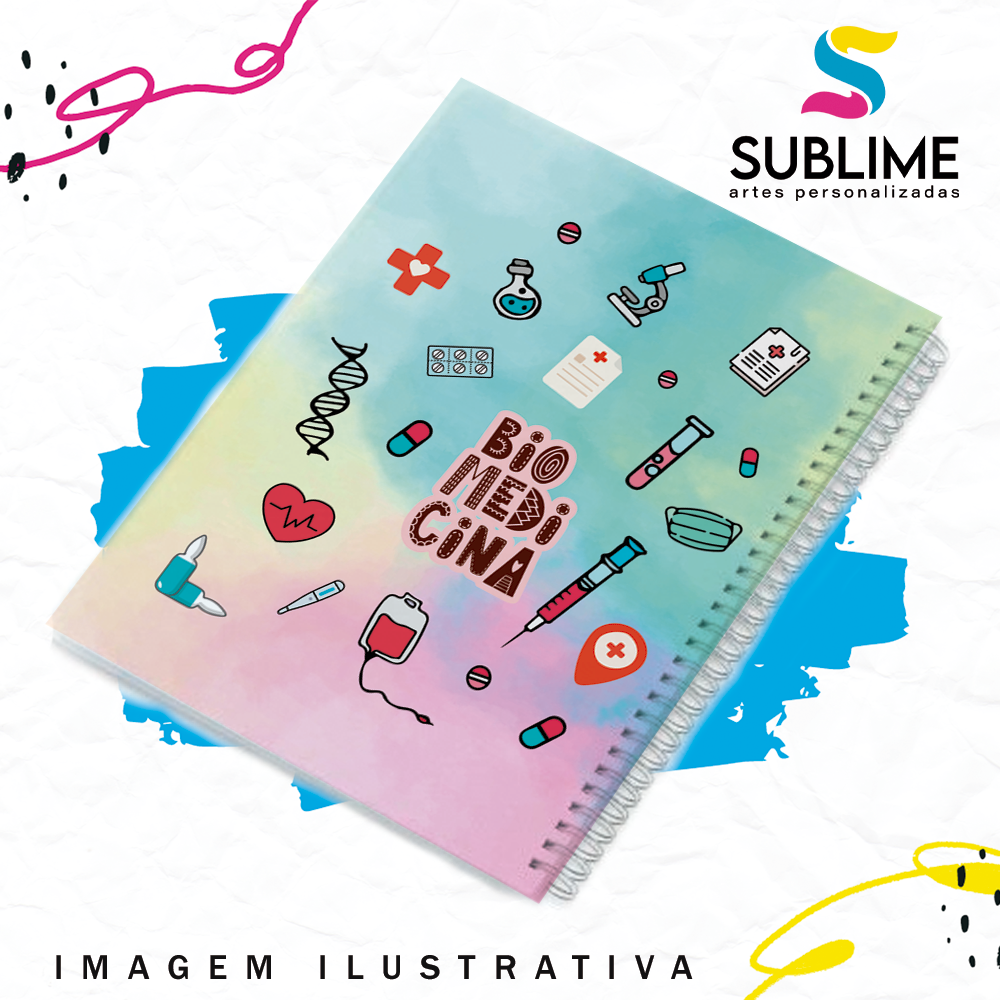 SUBLIME
artes personalizadas
BiO
MEDi
CiNA
IMAGEM ILUSTRATIVA